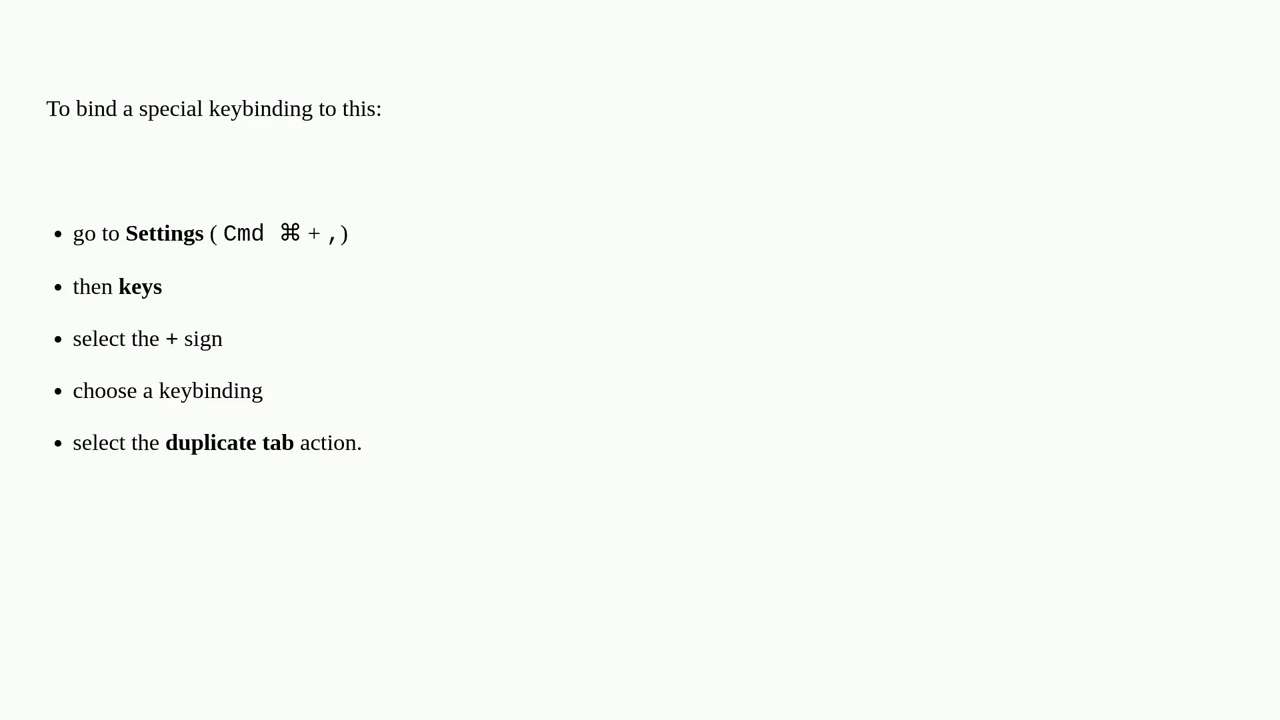 To bind a special keybinding to this:
• go to Settings ( Cmd ⌘ + ,)
• then keys
• select the + sign
• choose a keybinding
• select the duplicate tab action.